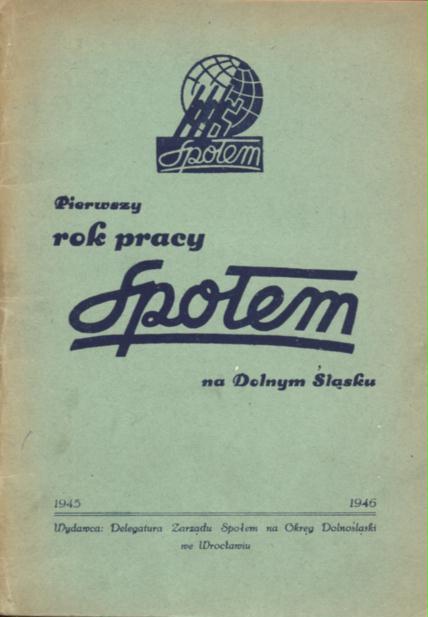 Społem
Pierwszy
rok pracy
Społem
na Dolnym Śląsku
1945 1946
Wydawca: Delegatura Zarządu Społem na Okręg Dolnośląski
we Wrocławiu